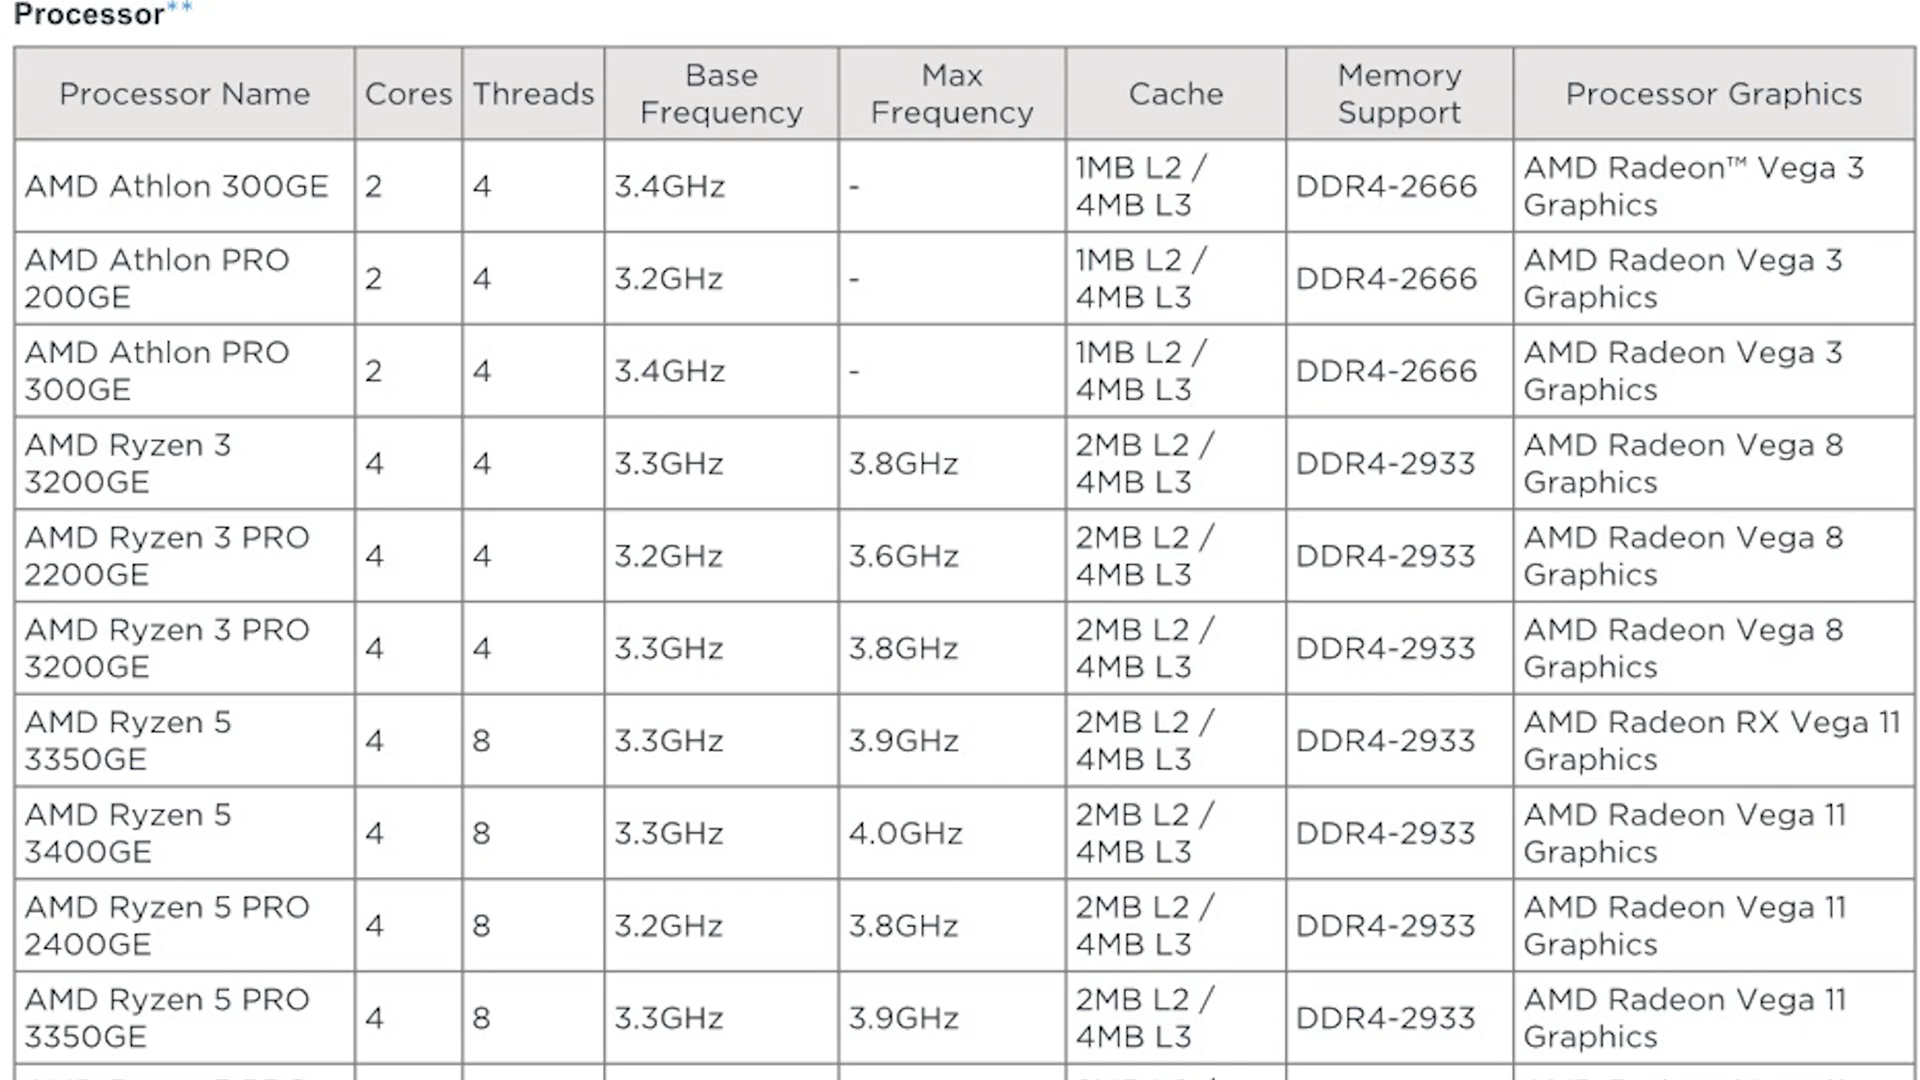 Processor**
Processor Name Cores Threads Base Frequency Max Frequency Cache Memory Support Processor Graphics
AMD Athlon 300GE 2 4 3.4GHz - 1MB L2 / 4MB L3 DDR4-2666 AMD Radeon™ Vega 3 Graphics
AMD Athlon PRO 200GE 2 4 3.2GHz - 1MB L2 / 4MB L3 DDR4-2666 AMD Radeon Vega 3 Graphics
AMD Athlon PRO 300GE 2 4 3.4GHz - 1MB L2 / 4MB L3 DDR4-2666 AMD Radeon Vega 3 Graphics
AMD Ryzen 3 3200GE 4 4 3.3GHz 3.8GHz 2MB L2 / 4MB L3 DDR4-2933 AMD Radeon Vega 8 Graphics
AMD Ryzen 3 PRO 2200GE 4 4 3.2GHz 3.6GHz 2MB L2 / 4MB L3 DDR4-2933 AMD Radeon Vega 8 Graphics
AMD Ryzen 3 PRO 3200GE 4 4 3.3GHz 3.8GHz 2MB L2 / 4MB L3 DDR4-2933 AMD Radeon Vega 8 Graphics
AMD Ryzen 5 3350GE 4 8 3.3GHz 3.9GHz 2MB L2 / 4MB L3 DDR4-2933 AMD Radeon RX Vega 11 Graphics
AMD Ryzen 5 3400GE 4 8 3.3GHz 4.0GHz 2MB L2 / 4MB L3 DDR4-2933 AMD Radeon Vega 11 Graphics
AMD Ryzen 5 PRO 2400GE 4 8 3.2GHz 3.8GHz 2MB L2 / 4MB L3 DDR4-2933 AMD Radeon Vega 11 Graphics
AMD Ryzen 5 PRO 3350GE 4 8 3.3GHz 3.9GHz 2MB L2 / 4MB L3 DDR4-2933 AMD Radeon Vega 11 Graphics